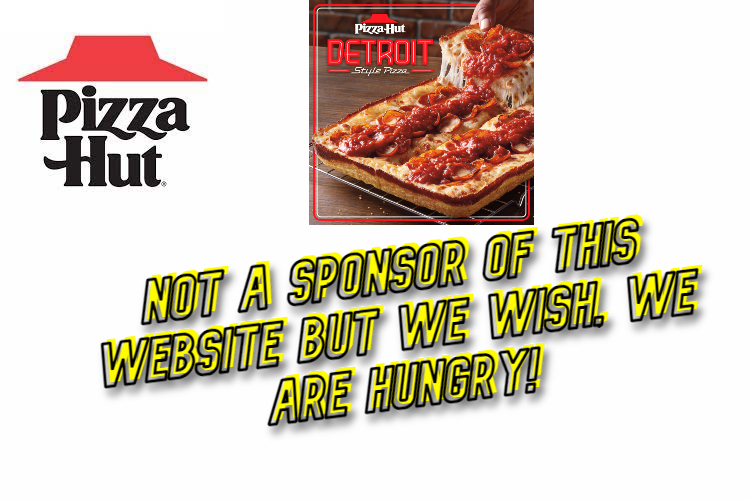 Pizza
Hut
Pizza Hut
DETROIT
Style Pizza
NOT A SPONSOR OF THIS
WEBSITE BUT WE WISH. WE
ARE HUNGRY!